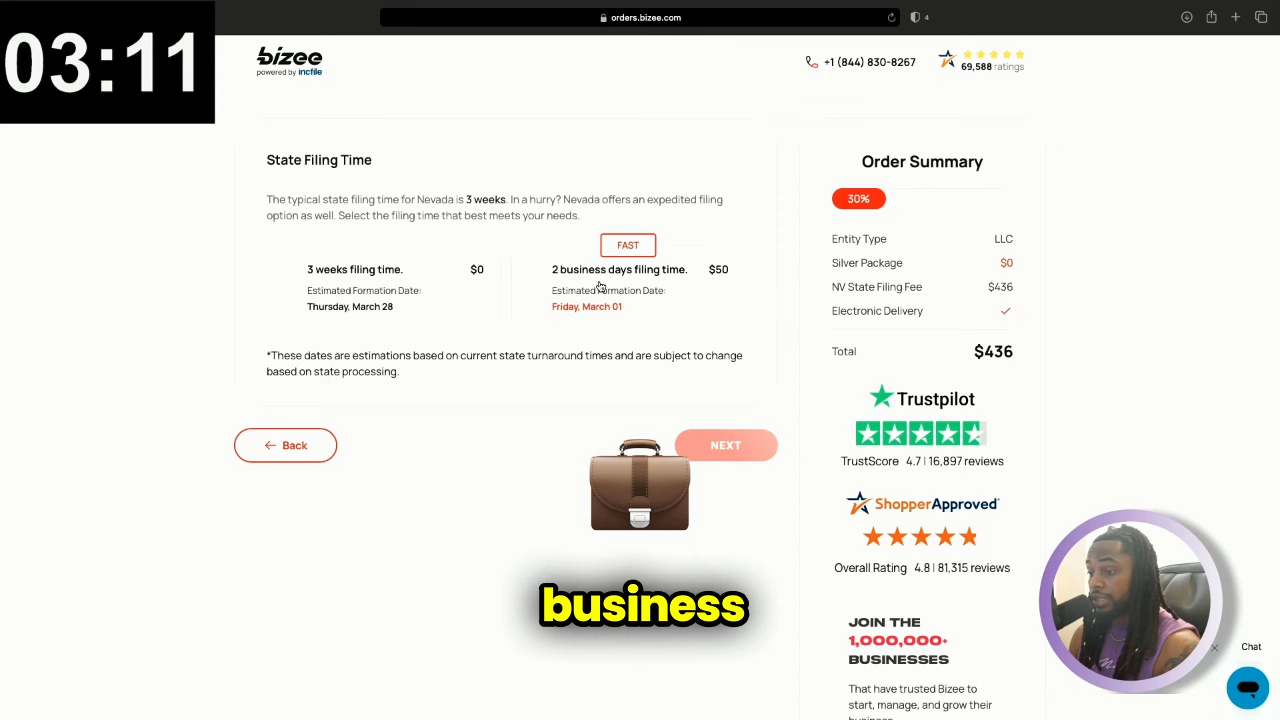 03:11
orders.bizee.com
4
bizee
powered by incfile
+1 (844) 830-8267
69,588 ratings
State Filing Time
The typical state filing time for Nevada is 3 weeks. In a hurry? Nevada offers an expedited filing
option as well. Select the filing time that best meets your needs.
FAST
3 weeks filing time. $0
Estimated Formation Date:
Thursday, March 28
2 business days filing time. $50
Estimated Formation Date:
Friday, March 01
*These dates are estimations based on current state turnaround times and are subject to change
based on state processing.
← Back
NEXT
business
Order Summary
30%
Entity Type LLC
Silver Package $0
NV State Filing Fee $436
Electronic Delivery ✓
Total $436
Trustpilot
TrustScore 4.7 | 16,897 reviews
ShopperApproved
Overall Rating 4.8 | 81,315 reviews
JOIN THE
1,000,000+
BUSINESSES
That have trusted Bizee to
start, manage, and grow their
Chat